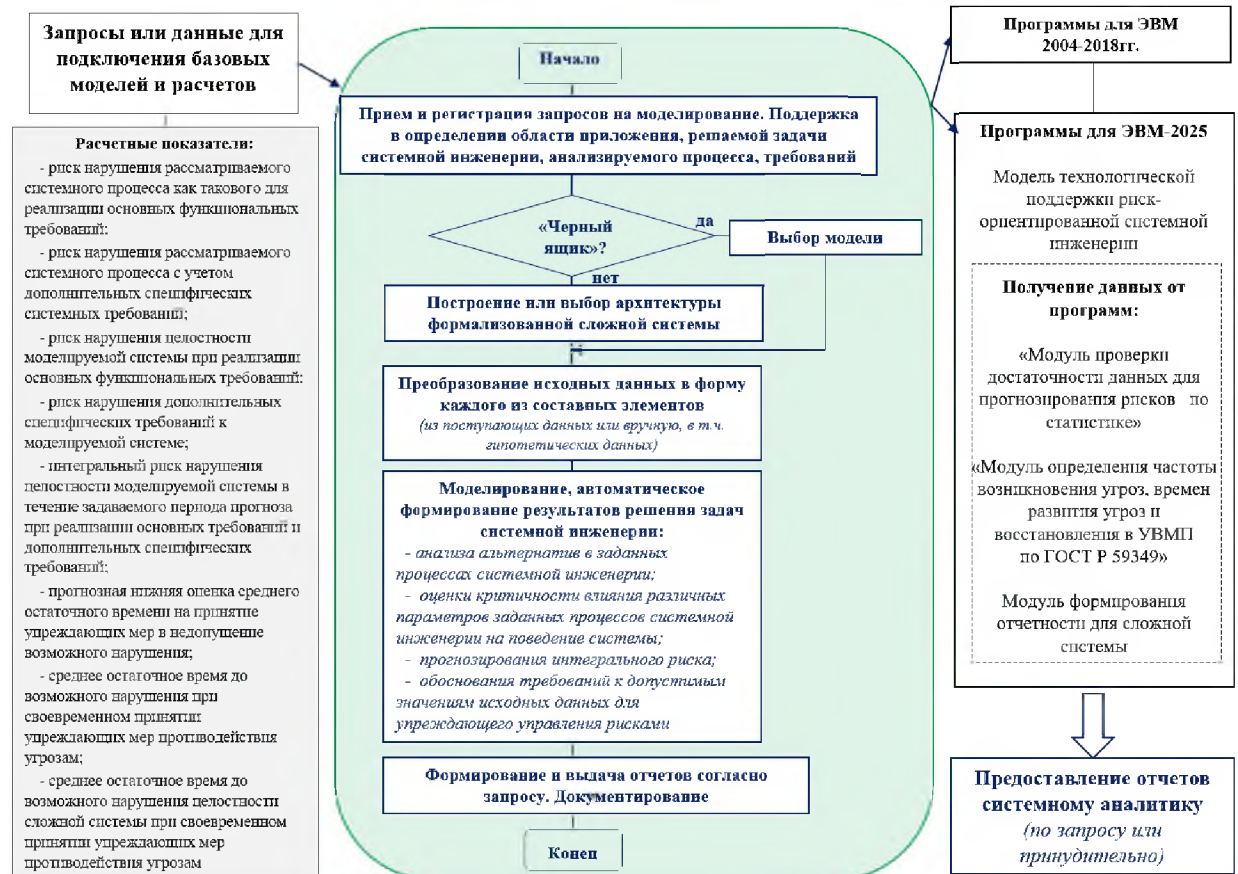 Запросы или данные для
подключения базовых
моделей и расчетов
Расчетные показатели:
- риск нарушения рассматриваемого
системного процесса как такового для
реализации основных функциональных
требований;
- риск нарушения рассматриваемого
системного процесса с учетом
дополнительных специфических
системных требований;
- риск нарушения целостности
моделируемой системы при реализации
основных функциональных требований;
- риск нарушения дополнительных
специфических требований к
моделируемой системе;
- интегральный риск нарушения
целостности моделируемой системы в
течение задаваемого периода прогноза
при реализации основных требований и
дополнительных специфических
требований;
- прогнозная нижняя оценка среднего
остаточного времени на принятие
упреждающих мер в недопущение
возможного нарушения;
- среднее остаточное время до
возможного нарушения при
своевременном принятии
упреждающих мер противодействия
угрозам;
- среднее остаточное время до
возможного нарушения целостности
сложной системы при своевременном
принятии упреждающих мер
противодействия угрозам
Начало
Прием и регистрация запросов на моделирование. Поддержка
в определении области приложения, решаемой задачи
системной инженерии, анализируемого процесса, требований
«Черный
ящик»?
да
Выбор модели
нет
Построение или выбор архитектуры
формализованной сложной системы
Преобразование исходных данных в форму
каждого из составных элементов
(из поступающих данных или вручную, в т.ч.
гипотетических данных)
Моделирование, автоматическое
формирование результатов решения задач
системной инженерии:
- анализа альтернатив в заданных
процессах системной инженерии;
- оценки критичности влияния различных
параметров заданных процессов системной
инженерии на поведение системы;
- прогнозирования интегрального риска;
- обоснования требований к допустимым
значениям исходных данных для
упреждающего управления рисками
Формирование и выдача отчетов согласно
запросу. Документирование
Конец
Программы для ЭВМ
2004-2018гг.
Программы для ЭВМ-2025
Модель технологической
поддержки риск-
ориентированной системной
инженерии
Получение данных от
программ:
«Модуль проверки
достаточности данных для
прогнозирования рисков по
статистике»
«Модуль определения частоты
возникновения угроз, времен
развития угроз и
восстановления в УВМП
по ГОСТ Р 59349»
Модуль формирования
отчетности для сложной
системы
Предоставление отчетов
системному аналитику
(по запросу или
принудительно)